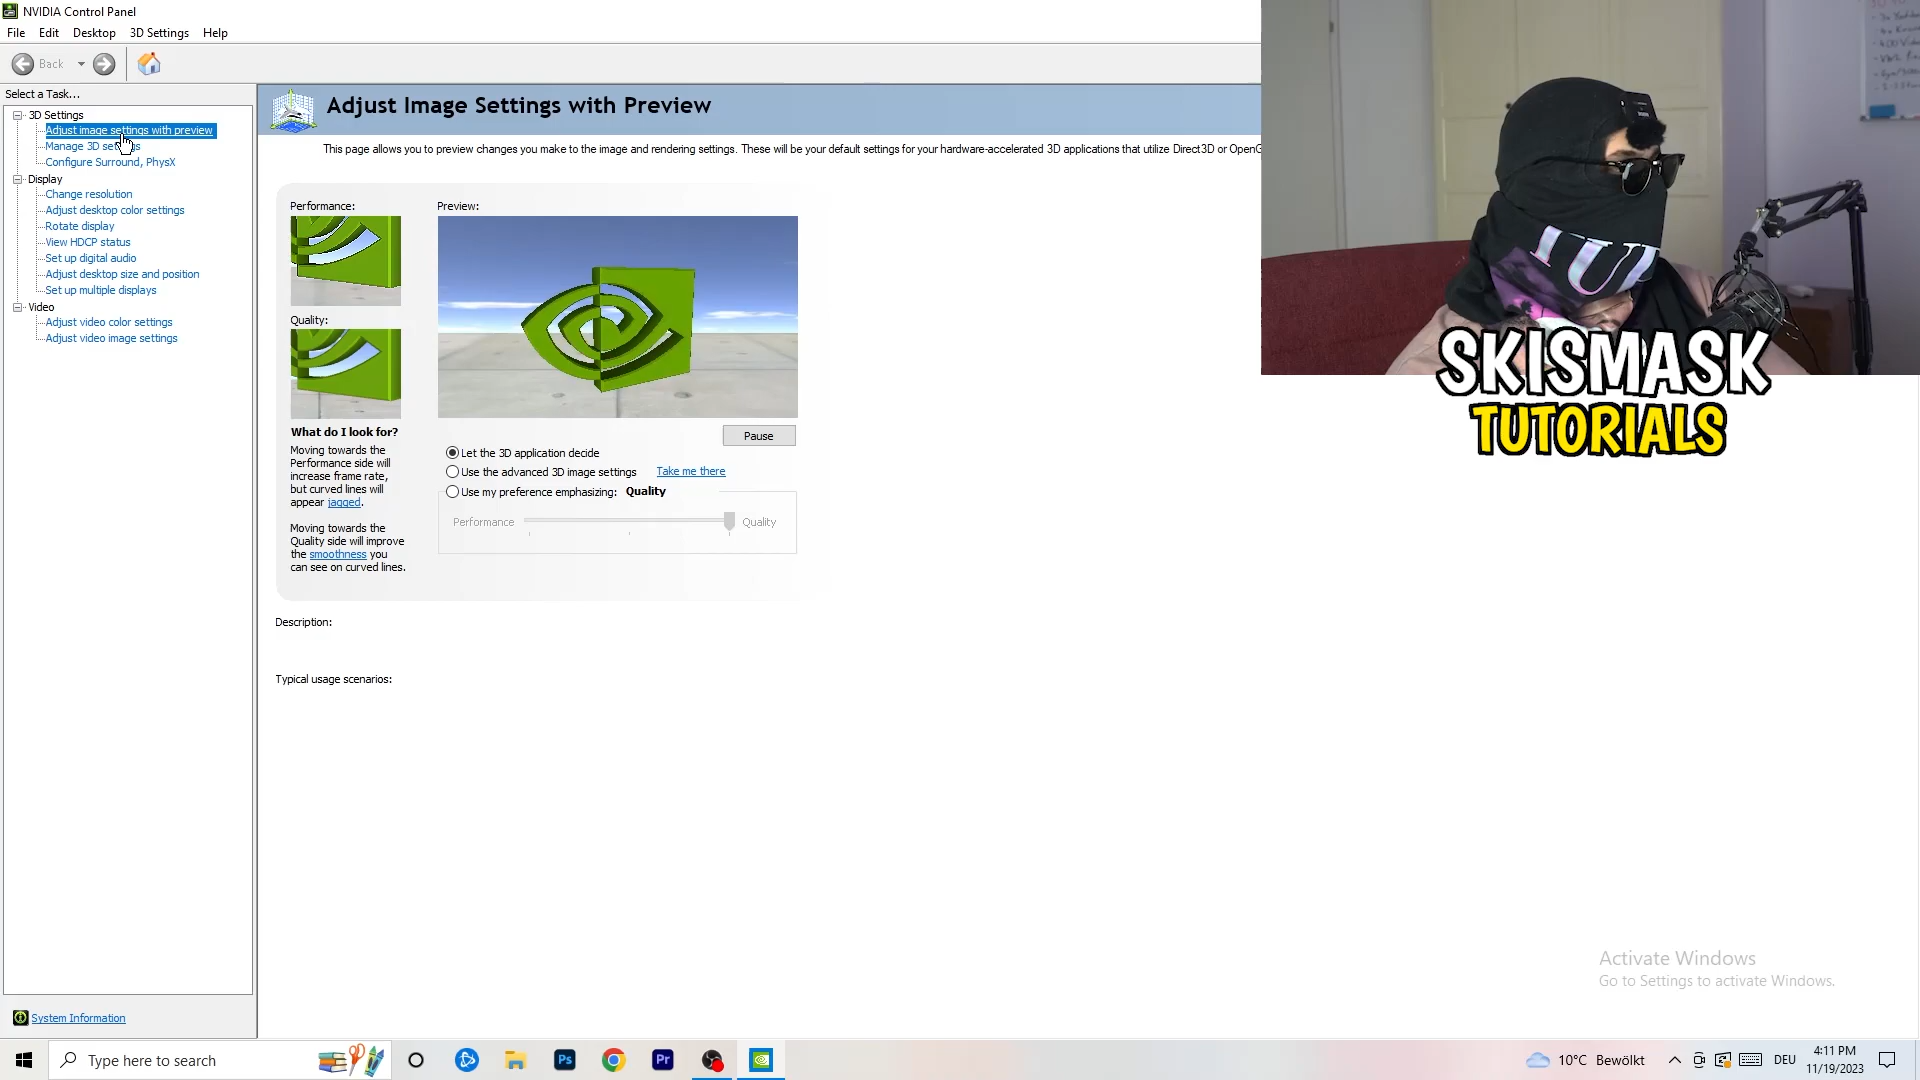 NVIDIA Control Panel
File Edit Desktop 3D Settings Help
Back
Select a Task...
3D Settings
Adjust image settings with preview
Manage 3D settings
Configure Surround, PhysX
Display
Change resolution
Adjust desktop color settings
Rotate display
View HDCP status
Set up digital audio
Adjust desktop size and position
Set up multiple displays
Video
Adjust video color settings
Adjust video image settings
System Information
Adjust Image Settings with Preview
This page allows you to preview changes you make to the image and rendering settings. These will be your default settings for your hardware-accelerated 3D applications that utilize Direct3D or OpenG
Performance:
Quality:
What do I look for?
Moving towards the
Performance side will
increase frame rate,
but curved lines will
appear jagged.
Moving towards the
Quality side will improve
the smoothness you
can see on curved lines.
Preview:
Pause
Let the 3D application decide
Use the advanced 3D image settings Take me there
Use my preference emphasizing: Quality
Performance Quality
Description:
Typical usage scenarios:
SKISMASK
TUTORIALS
Activate Windows
Go to Settings to activate Windows.
Type here to search
Ps
Pr
10°C Bewölkt
DEU
4:11 PM
11/19/2023